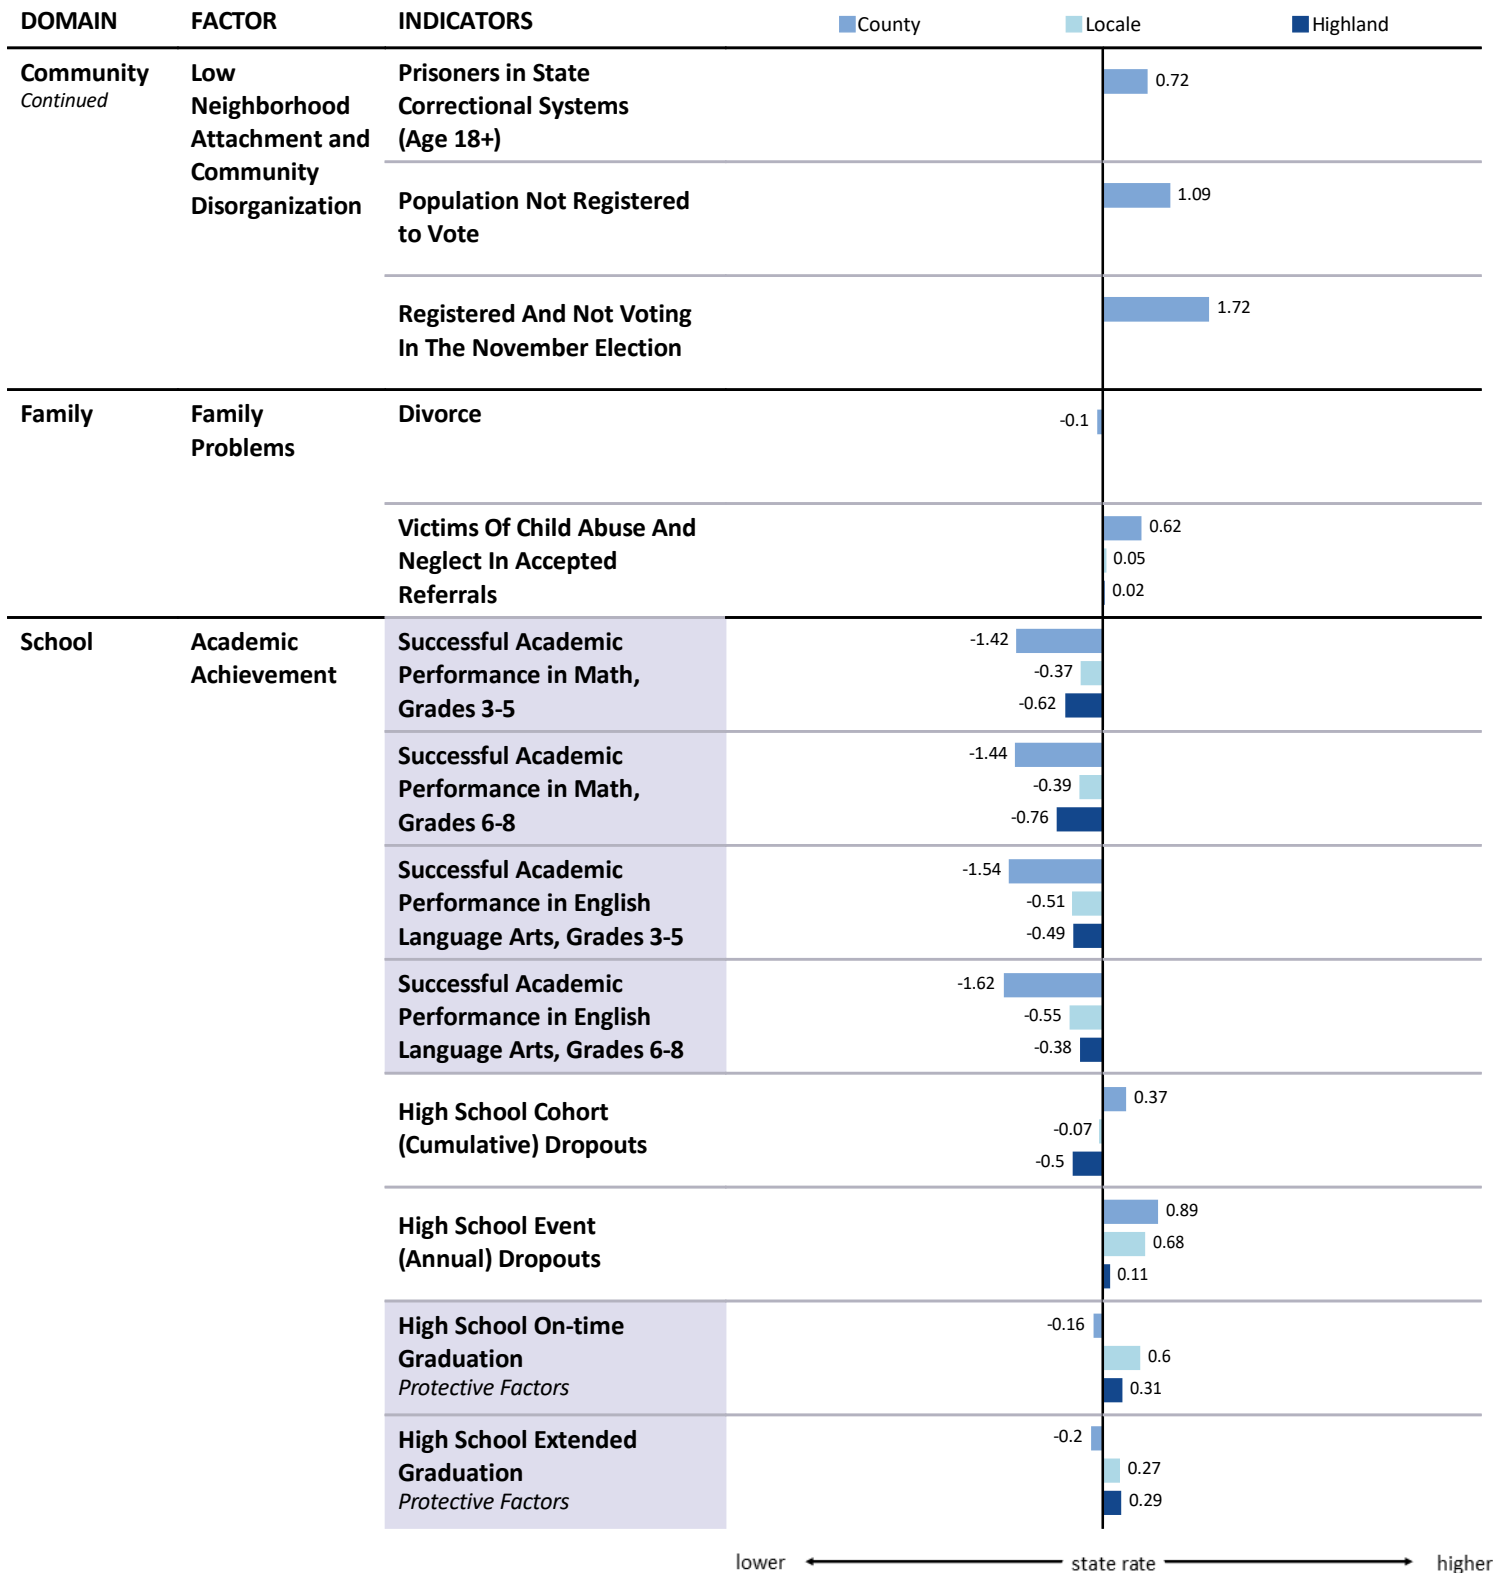 DOMAIN FACTOR INDICATORS County Locale Highland
Community
Continued
Low
Neighborhood
Attachment and
Community
Disorganization
Prisoners in State
Correctional Systems
(Age 18+)
0.72
Population Not Registered
to Vote
1.09
Registered And Not Voting
In The November Election
1.72
Family
Family
Problems
Divorce
-0.1
Victims Of Child Abuse And
Neglect In Accepted
Referrals
0.62
0.05
0.02
School
Academic
Achievement
Successful Academic
Performance in Math,
Grades 3-5
-1.42
-0.37
-0.62
Successful Academic
Performance in Math,
Grades 6-8
-1.44
-0.39
-0.76
Successful Academic
Performance in English
Language Arts, Grades 3-5
-1.54
-0.51
-0.49
Successful Academic
Performance in English
Language Arts, Grades 6-8
-1.62
-0.55
-0.38
High School Cohort
(Cumulative) Dropouts
0.37
-0.07
-0.5
High School Event
(Annual) Dropouts
0.89
0.68
0.11
High School On-time
Graduation
Protective Factors
-0.16
0.6
0.31
High School Extended
Graduation
Protective Factors
-0.2
0.27
0.29
lower state rate higher